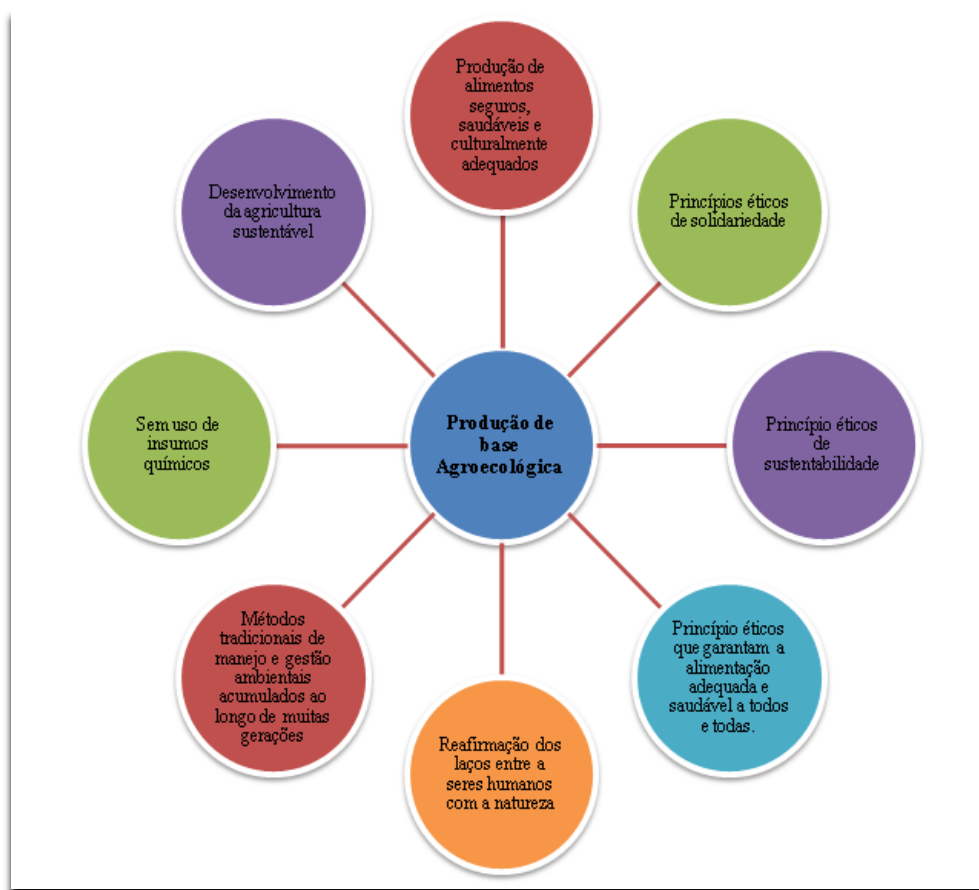 Produção de
alimentos
seguros,
saudáveis e
culturalmente
adequados
Princípios éticos
de solidariedade
Princípio éticos
de
sustentabilidade
Princípio éticos
que garantam a
alimentação
adequada e
saudável a todos
e todas.
Reafirmação dos
laços entre a
seres humanos
com a natureza
Métodos
tradicionais de
manejo e gestão
ambientais
acumulados ao
longo de muitas
gerações
Sem uso de
insumos
químicos
Desenvolvimento
da agricultura
sustentável
Produção de
base
Agroecológica